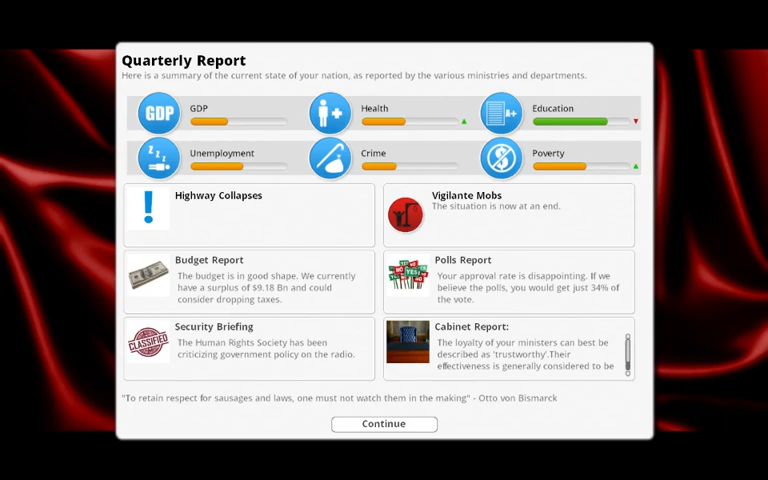 Quarterly Report
Here is a summary of the current state of your nation, as reported by the various ministries and departments.
GDP
GDP
Health
A+
Education
Z
Z
Z
Unemployment
Crime
$
Poverty
!
Highway Collapses
Vigilante Mobs
The situation is now at an end.
Budget Report
The budget is in good shape. We currently
have a surplus of $9.18 Bn and could
consider dropping taxes.
NO
YES
Polls Report
Your approval rate is disappointing. If we
believe the polls, you would get just 34% of
the vote.
CLASSIFIED
Security Briefing
The Human Rights Society has been
criticizing government policy on the radio.
Cabinet Report:
The loyalty of your ministers can best be
described as 'trustworthy'.Their
effectiveness is generally considered to be
"To retain respect for sausages and laws, one must not watch them in the making" - Otto von Bismarck
Continue